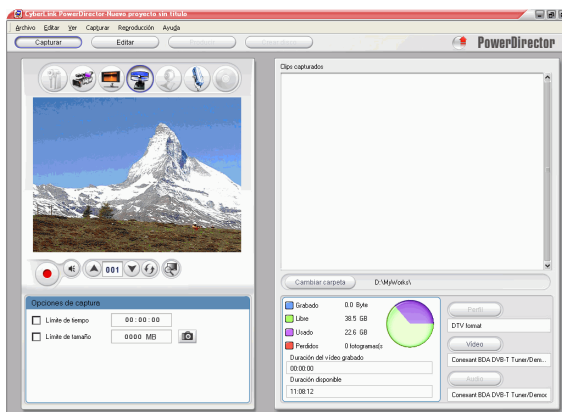 CyberLink PowerDirector-Nuevo proyecto sin título
Archivo Editar Ver Capturar Reproducción Ayuda
Capturar Editar
PowerDirector
Clips capturados
001
Cambiar carpeta D:\MyWorks\
Opciones de captura
Límite de tiempo 00:00:00
Límite de tamaño 0000 MB
Grabado 0.0 Byte
Libre 38.5 GB
Usado 22.6 GB
Perdidos 0 fotogramas(s
Duración del vídeo grabado
00:00:00
Duración disponible
11:08:12
Perfil
DTV format
Vídeo
Conexant BDA DVB-T Tuner/Dem...
Audio
Conexant BDA DVB-T Tuner/Democ